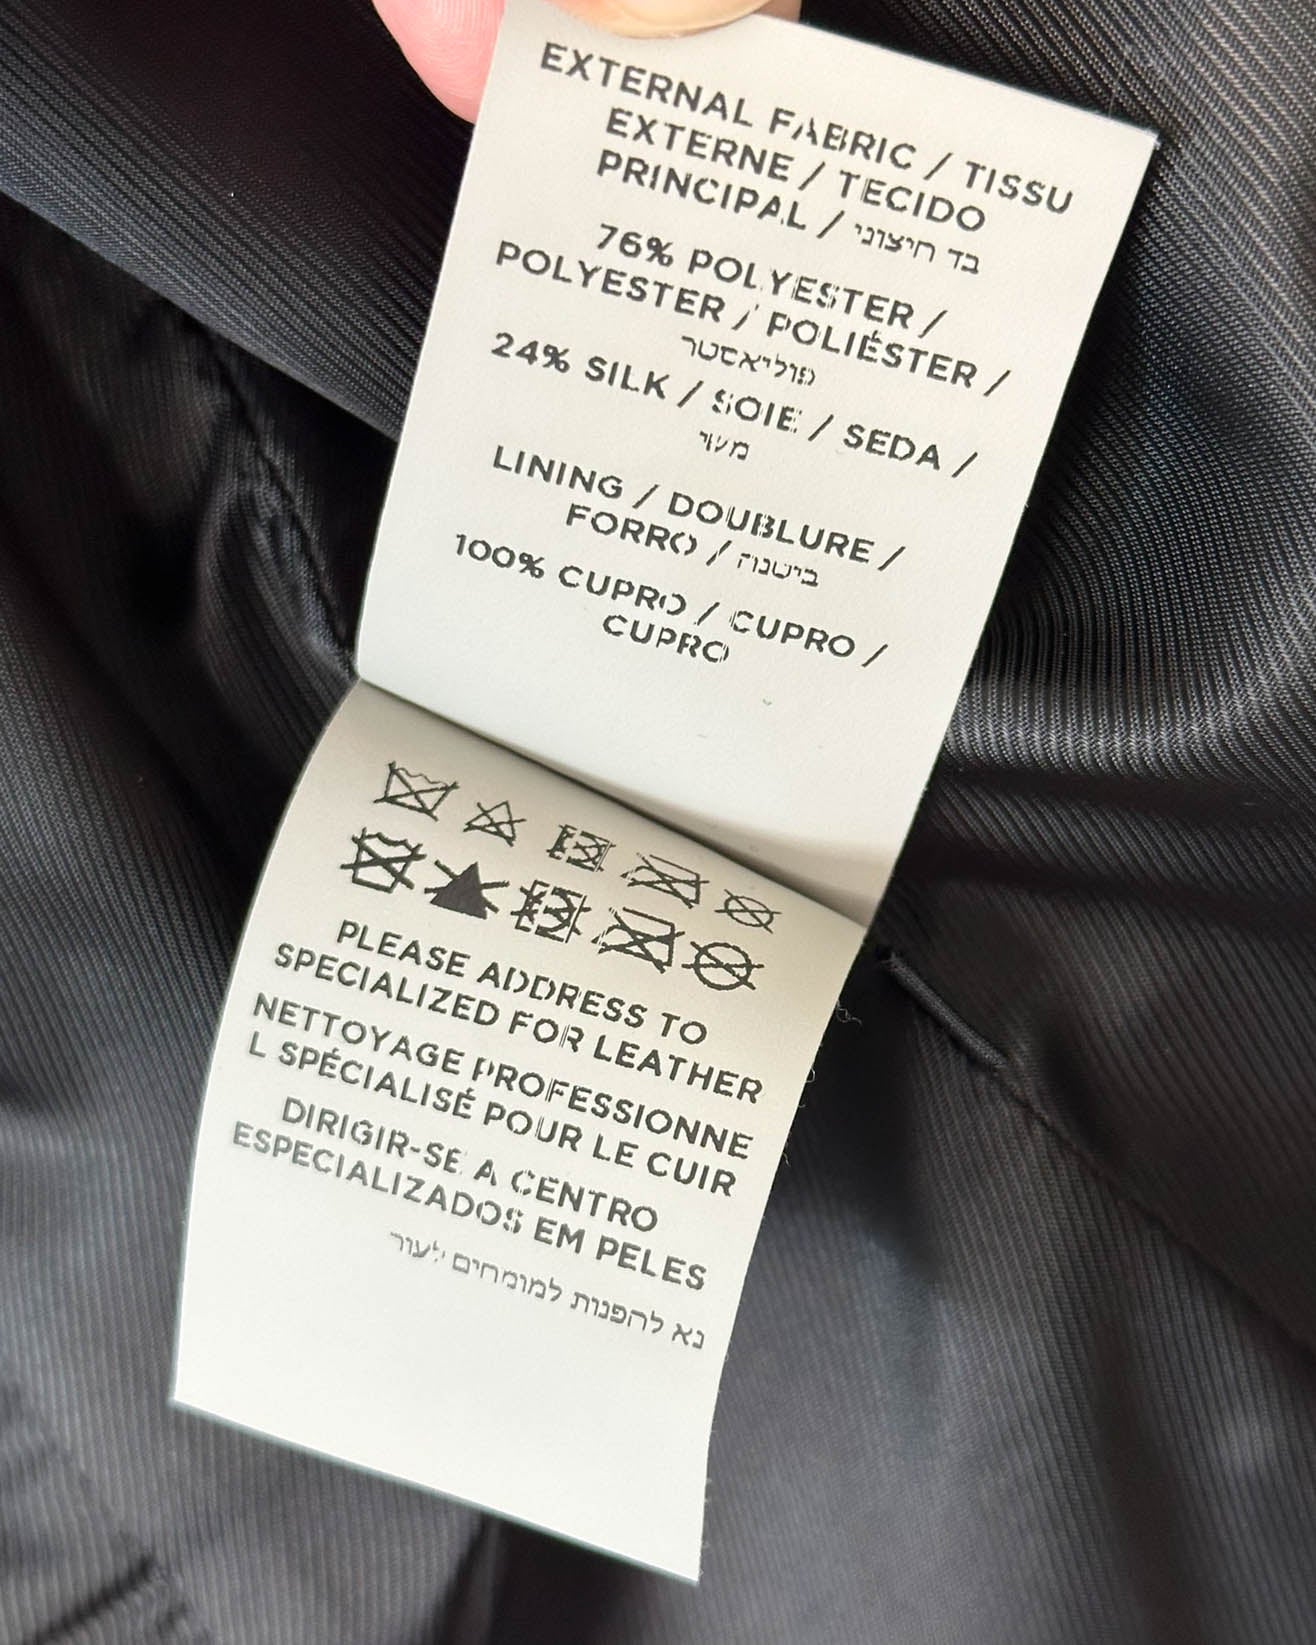 EXTERNAL FABRIC / TISSU
EXTERNE / TECIDO
PRINCIPAL / בד חיצוני
76% POLYESTER /
POLYESTER / POLIÉSTER /
פוליאסטר
24% SILK / SOIE / SEDA /
משי
LINING / DOUBLURE /
FORRO / ביטנה
100% CUPRO / CUPRO /
CUPRO
PLEASE ADDRESS TO
SPECIALIZED FOR LEATHER
NETTOYAGE PROFESSIONNE
L SPÉCIALISÉ POUR LE CUIR
DIRIGIR-SE A CENTRO
ESPECIALIZADOS EM PELES
נא להפנות למומחים לעור